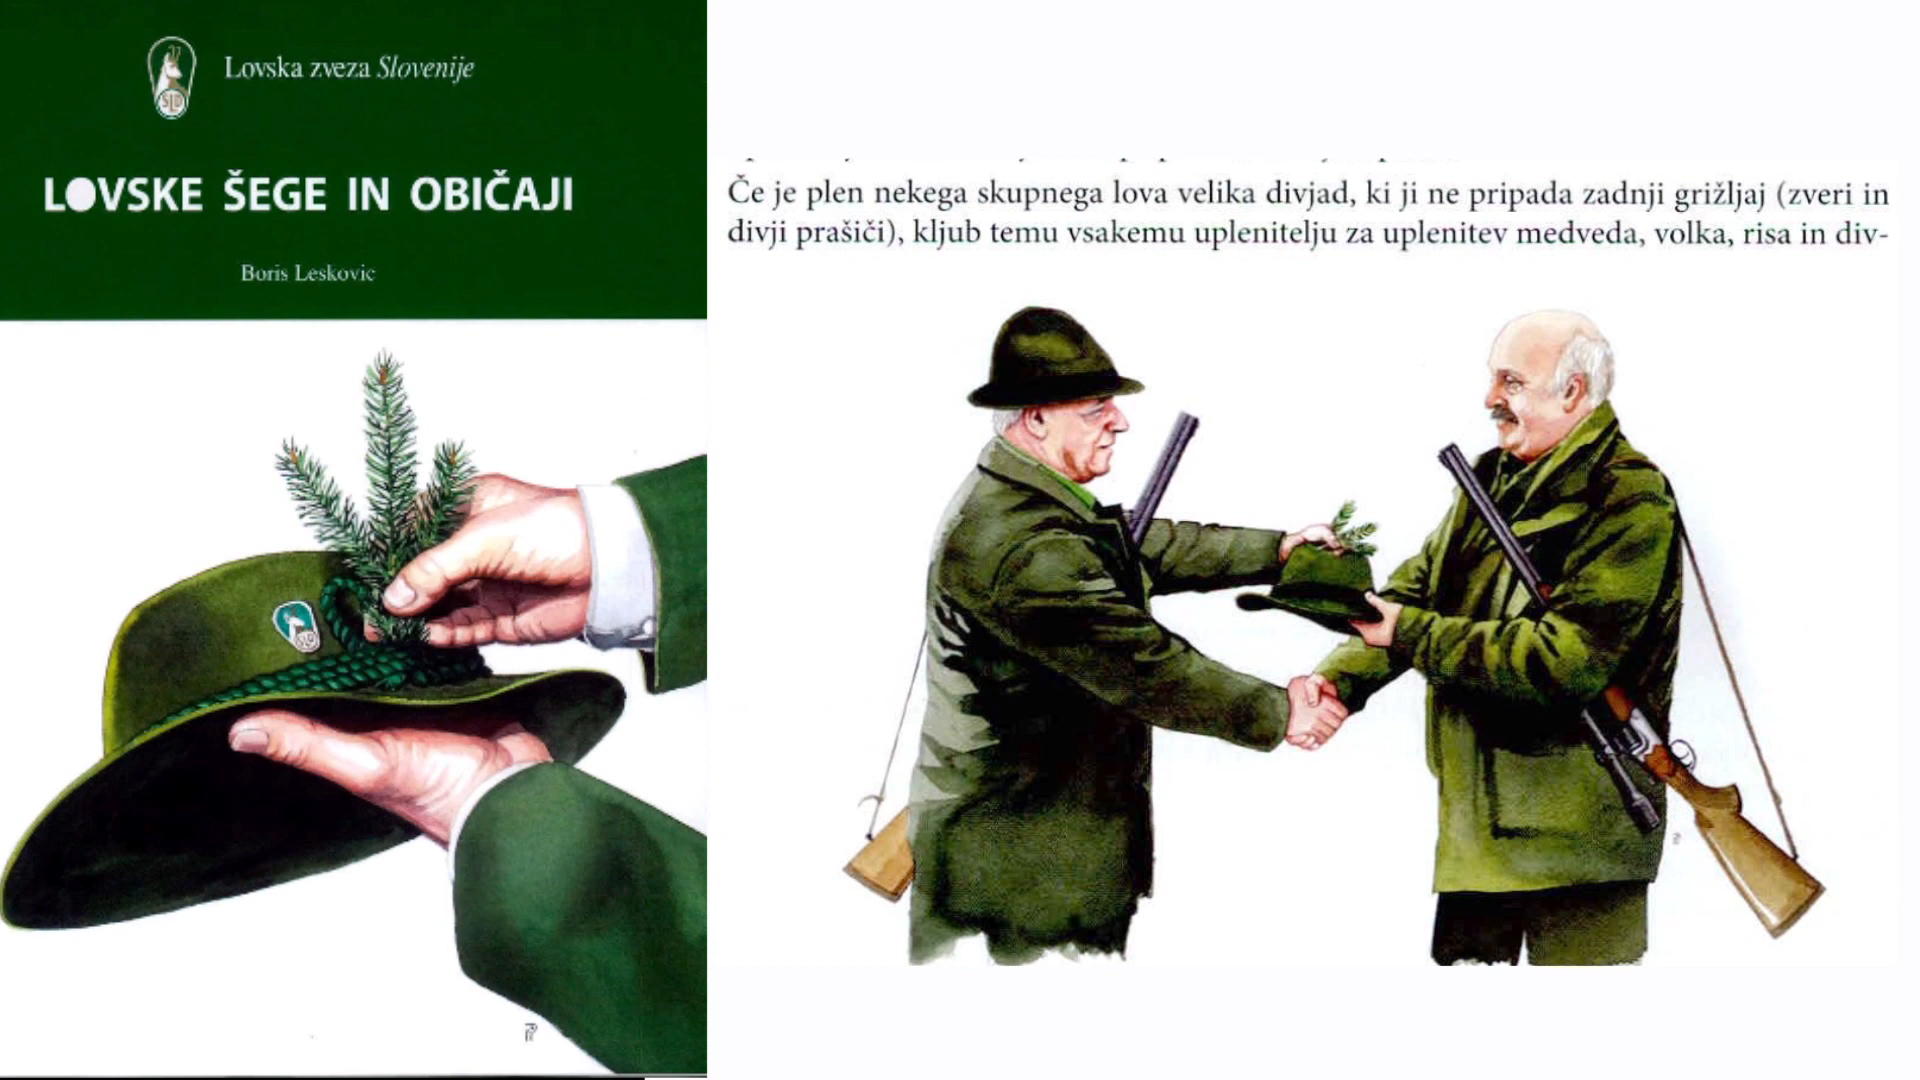 Lovska zveza Slovenije
LOVSKE ŠEGE IN OBIČAJI
Boris Leskovic
SLD
Če je plen nekega skupnega lova velika divjad, ki ji ne pripada zadnji grižljaj (zveri in
divji prašiči), kljub temu vsakemu uplenitelju za uplenitev medveda, volka, risa in div-